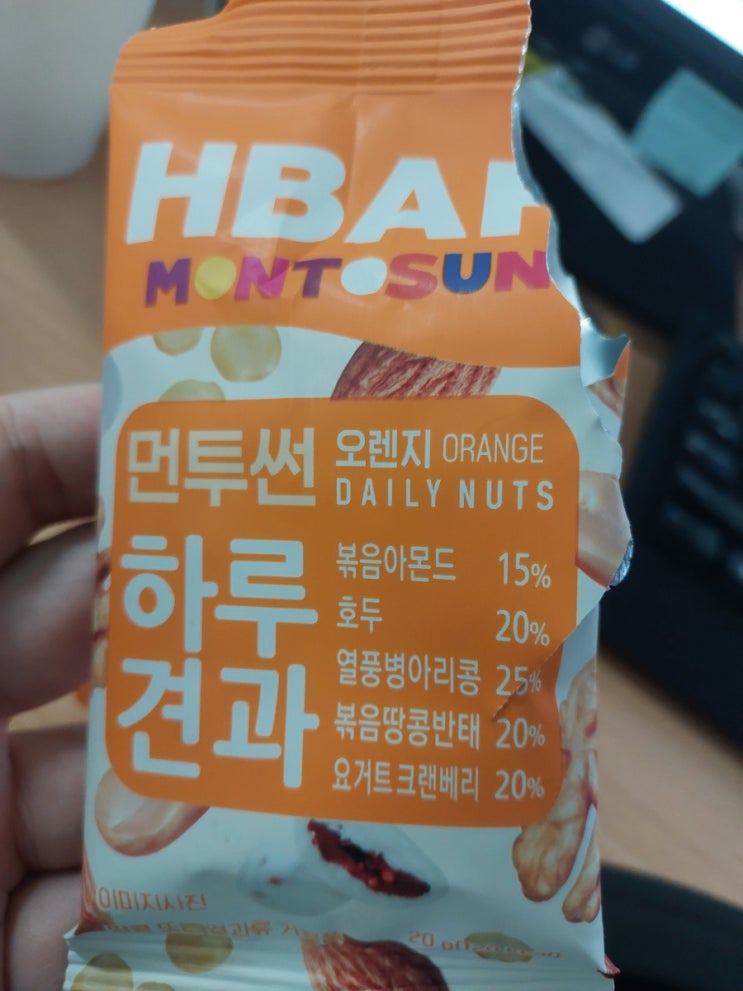 HBAF
MONTOSUN
먼투썬 오렌지 ORANGE
DAILY NUTS
하루
견과
볶음아몬드 15%
호두 20%
열풍병아리콩 25%
볶음땅콩반태 20%
요거트크랜베리 20%
이미지사진
20 g